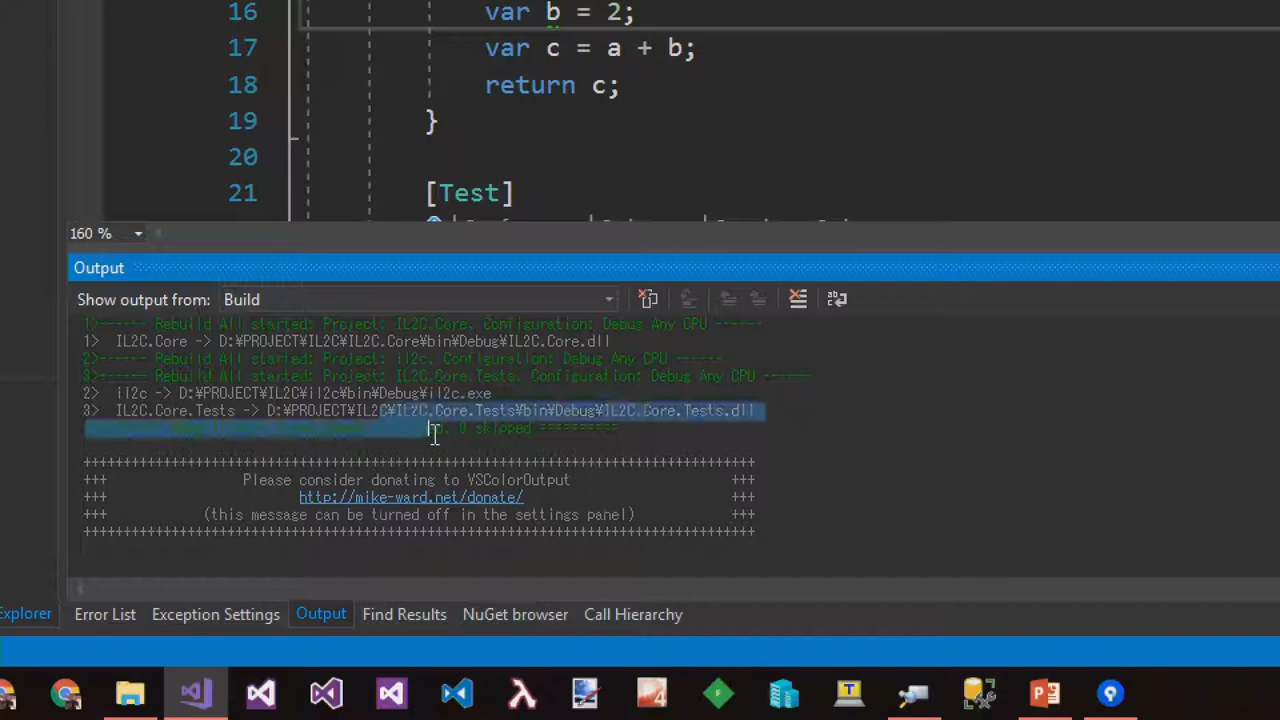 16 var b = 2;
17 var c = a + b;
18 return c;
19 }
20
21 [Test]
160 %
Output
Show output from: Build
1>------ Rebuild All started: Project: IL2C.Core, Configuration: Debug Any CPU ------
1>  IL2C.Core -> D:¥PROJECT¥IL2C¥IL2C.Core¥bin¥Debug¥IL2C.Core.dll
2>------ Rebuild All started: Project: il2c, Configuration: Debug Any CPU ------
3>------ Rebuild All started: Project: IL2C.Core.Tests, Configuration: Debug Any CPU ------
2>  il2c -> D:¥PROJECT¥IL2C¥il2c¥bin¥Debug¥il2c.exe
3>  IL2C.Core.Tests -> D:¥PROJECT¥IL2C¥IL2C.Core.Tests¥bin¥Debug¥IL2C.Core.Tests.dll
0 skipped ==========
+++ Please consider donating to VSColorOutput +++
+++ http://mike-ward.net/donate/ +++
+++ (this message can be turned off in the settings panel) +++
Explorer Error List Exception Settings Output Find Results NuGet browser Call Hierarchy